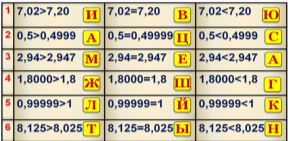 1 7,02>7,20 И 7,02=7,20 В 7,02<7,20 Ю
2 0,5>0,4999 А 0,5=0,49999 Ц 0,5<0,4999 С
3 2,94>2,947 М 2,94=2,947 Е 2,94<2,947 А
4 1,8000>1,8 Ж 1,8000=1,8 Ш 1,8000<1,8 Г
5 0,99999>1 Л 0,99999=1 Й 0,99999<1 К
6 8,125>8,025 Т 8,125=8,025 Ы 8,125<8,025 Н